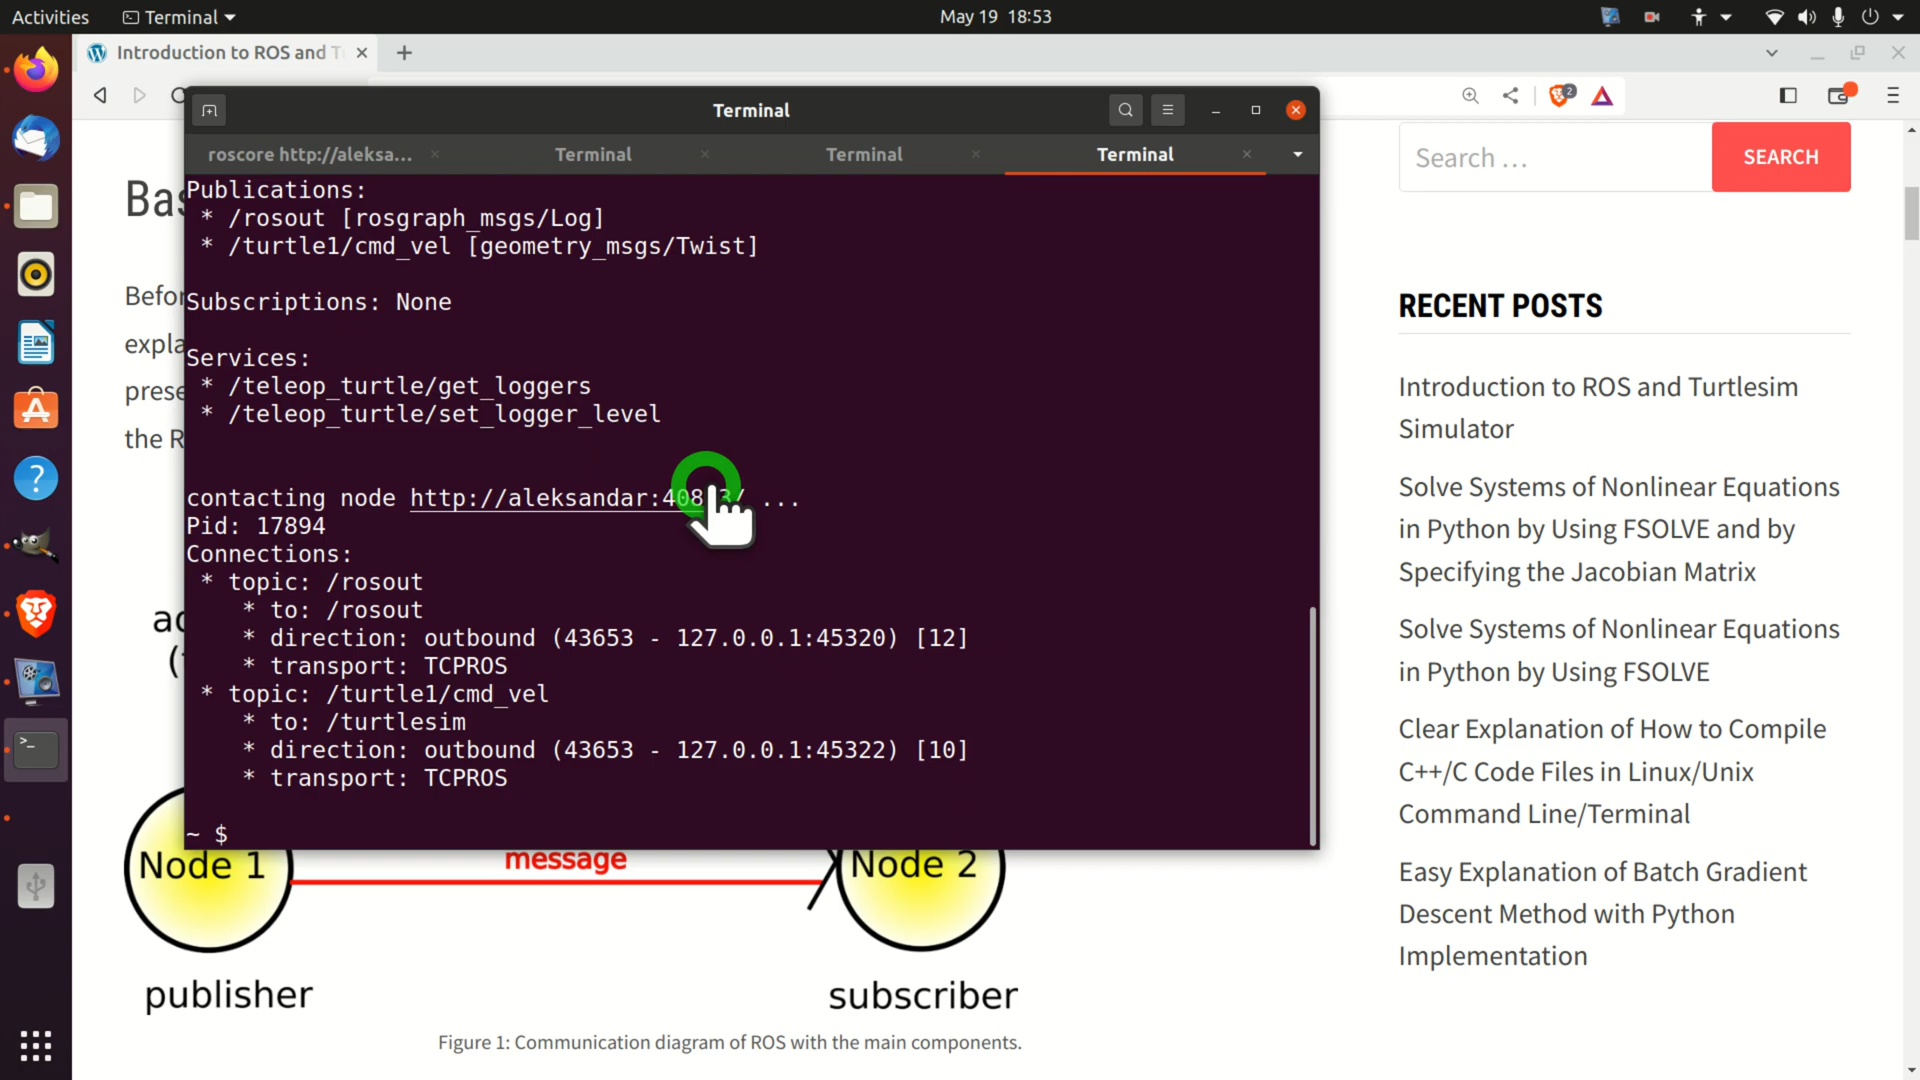 Activities
Terminal
May 19 18:53
Introduction to ROS and T
Terminal
roscore http://aleksa...
Terminal
Terminal
Terminal
Publications:
* /rosout [rosgraph_msgs/Log]
* /turtle1/cmd_vel [geometry_msgs/Twist]
Subscriptions: None
Services:
* /teleop_turtle/get_loggers
* /teleop_turtle/set_logger_level
contacting node http://aleksandar:408 3/ ...
Pid: 17894
Connections:
* topic: /rosout
* to: /rosout
* direction: outbound (43653 - 127.0.0.1:45320) [12]
* transport: TCPROS
* topic: /turtle1/cmd_vel
* to: /turtlesim
* direction: outbound (43653 - 127.0.0.1:45322) [10]
* transport: TCPROS
~ $
Bas
Befor
expla
prese
the R
Node 1
message
Node 2
publisher
subscriber
Figure 1: Communication diagram of ROS with the main components.
2
Search …
SEARCH
RECENT POSTS
Introduction to ROS and Turtlesim
Simulator
Solve Systems of Nonlinear Equations
in Python by Using FSOLVE and by
Specifying the Jacobian Matrix
Solve Systems of Nonlinear Equations
in Python by Using FSOLVE
Clear Explanation of How to Compile
C++/C Code Files in Linux/Unix
Command Line/Terminal
Easy Explanation of Batch Gradient
Descent Method with Python
Implementation